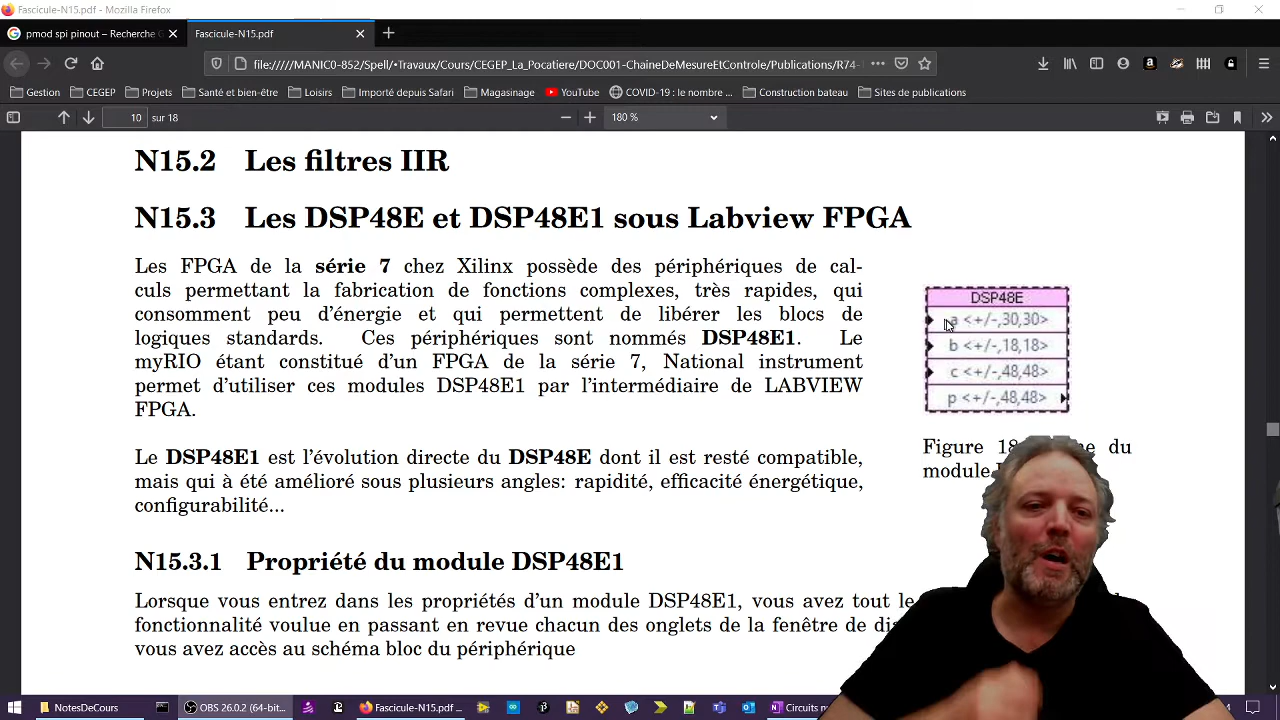 Fascicule-N15.pdf — Mozilla Firefox
pmod spi pinout – Recherche
Fascicule-N15.pdf
file://///MANIC0-852/Spell/•Travaux/Cours/CEGEP_La_Pocatiere/DOC001-ChaineDeMesureEtControle/Publications/R74-
Gestion
CEGEP
Projets
Santé et bien-être
Loisirs
Importé depuis Safari
Magasinage
YouTube
COVID-19 : le nombre ...
Construction bateau
Sites de publications
10 sur 18
180 %
N15.2 Les filtres IIR
N15.3 Les DSP48E et DSP48E1 sous Labview FPGA
Les FPGA de la série 7 chez Xilinx possède des périphériques de cal-
culs permettant la fabrication de fonctions complexes, très rapides, qui
consomment peu d'énergie et qui permettent de libérer les blocs de
logiques standards. Ces périphériques sont nommés DSP48E1. Le
myRIO étant constitué d'un FPGA de la série 7, National instrument
permet d'utiliser ces modules DSP48E1 par l'intermédiaire de LABVIEW
FPGA.
DSP48E
a <+/-,30,30>
b <+/-,18,18>
c <+/-,48,48>
p <+/-,48,48>
Figure 18 du
module
Le DSP48E1 est l'évolution directe du DSP48E dont il est resté compatible,
mais qui à été amélioré sous plusieurs angles: rapidité, efficacité énergétique,
configurabilité...
N15.3.1 Propriété du module DSP48E1
Lorsque vous entrez dans les propriétés d'un module DSP48E1, vous avez tout le
fonctionnalité voulue en passant en revue chacun des onglets de la fenêtre de
vous avez accès au schéma bloc du périphérique
NotesDeCours
OBS 26.0.2 (64-bit...
Fascicule-N15.pdf ...
Circuits